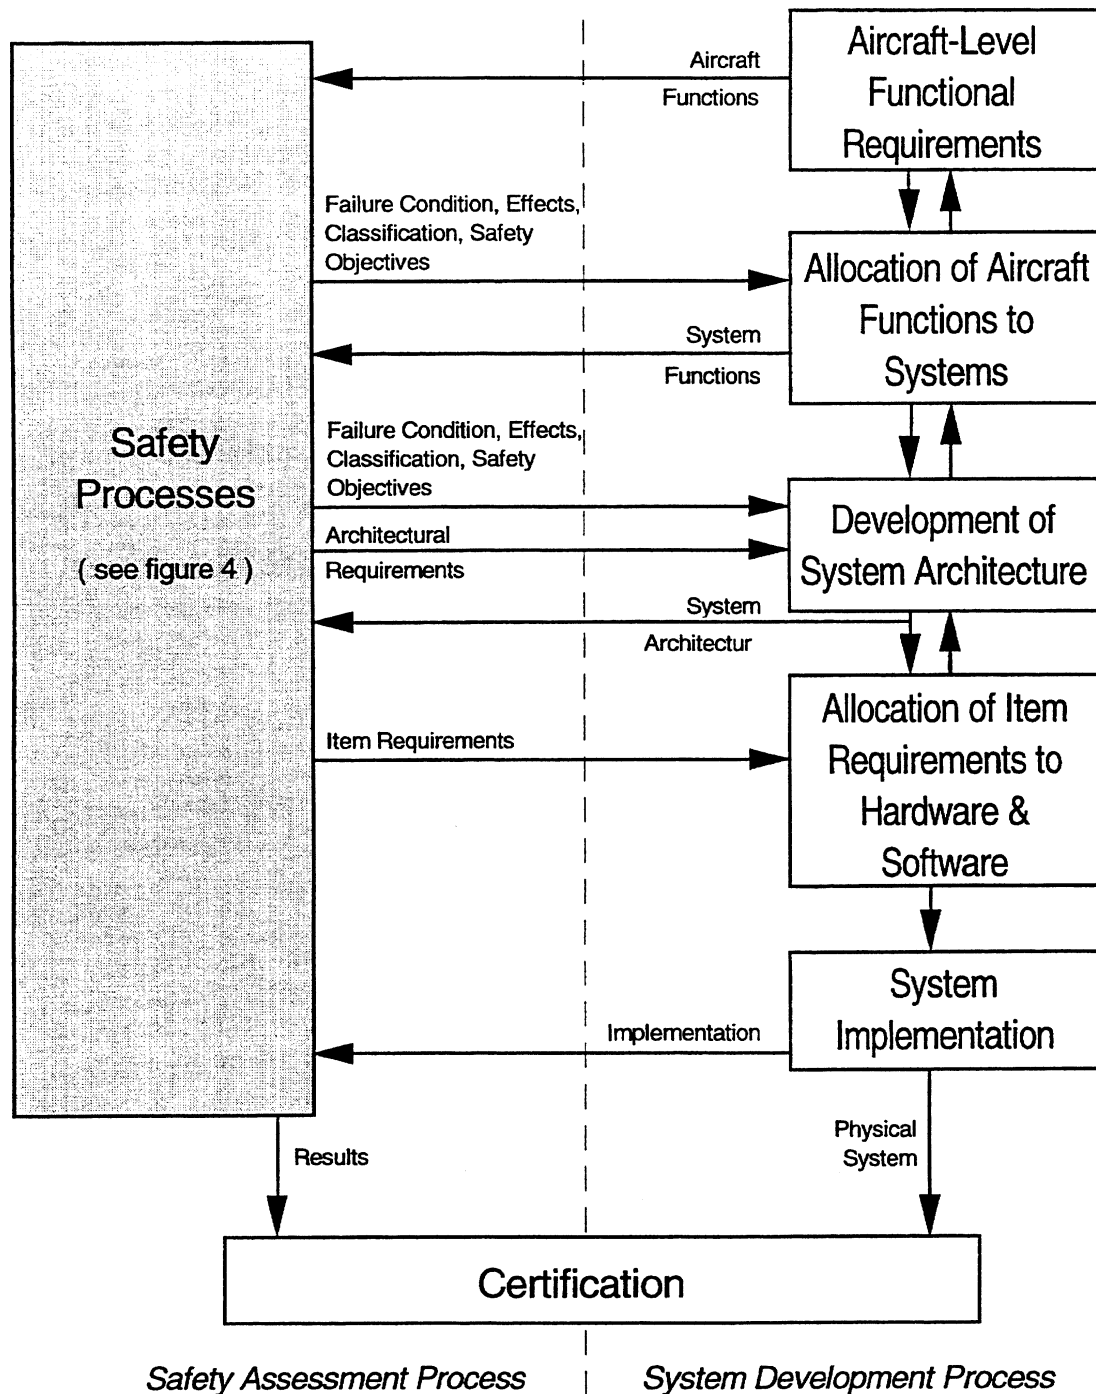 Aircraft-Level
Functional
Requirements
Aircraft
Functions
Failure Condition, Effects,
Classification, Safety
Objectives
Allocation of Aircraft
Functions to
Systems
System
Functions
Safety
Processes
( see figure 4 )
Failure Condition, Effects,
Classification, Safety
Objectives
Development of
System Architecture
Architectural
Requirements
System
Architectur
Allocation of Item
Requirements to
Hardware &
Software
Item Requirements
System
Implementation
Implementation
Results
Physical
System
Certification
Safety Assessment Process
System Development Process